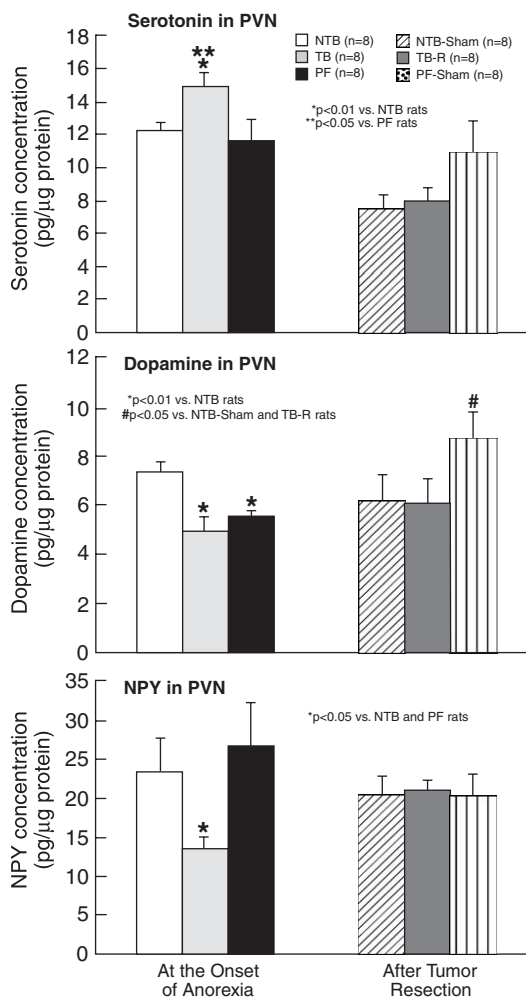 Serotonin in PVN
NTB (n=8)
TB (n=8)
PF (n=8)
NTB-Sham (n=8)
TB-R (n=8)
PF-Sham (n=8)
**
*
*p<0.01 vs. NTB rats
**p<0.05 vs. PF rats
Serotonin concentration
(pg/μg protein)
18
16
14
12
10
8
6
4
2
0
Dopamine in PVN
*p<0.01 vs. NTB rats
#p<0.05 vs. NTB-Sham and TB-R rats
#
*
*
Dopamine concentration
(pg/μg protein)
12
10
8
6
4
2
0
NPY in PVN
*p<0.05 vs. NTB and PF rats
*
NPY concentration
(pg/μg protein)
35
30
25
20
15
10
5
0
At the Onset
of Anorexia
After Tumor
Resection